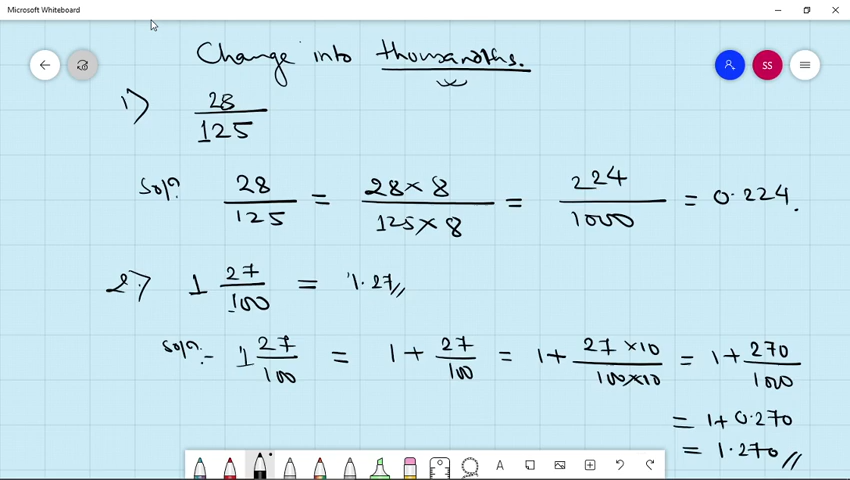 Microsoft Whiteboard
Change into thousandths.
SS
1) 28/125
Solⁿ. 28/125 = 28 × 8/125 × 8 = 224/1000 = 0.224.
2) 1 27/100 = 1.27//
Solⁿ:- 1 27/100 = 1 + 27/100 = 1 + 27 × 10/100 × 10 = 1 + 270/1000
= 1 + 0.270
= 1.270//
A